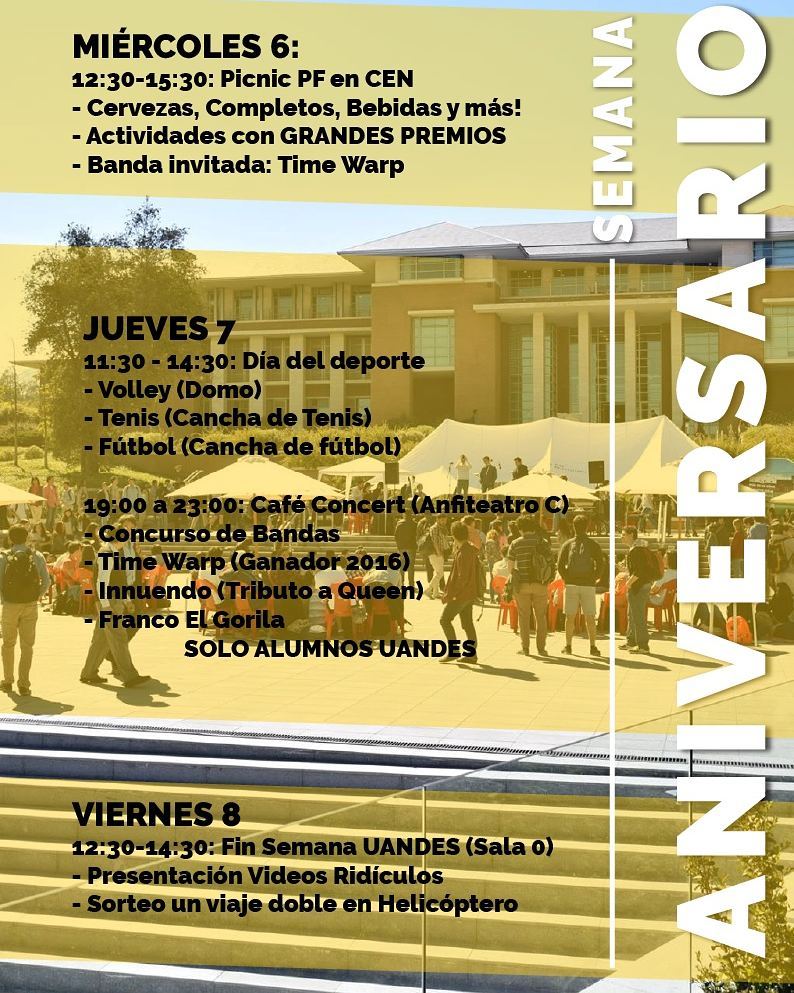 MIÉRCOLES 6:
12:30-15:30: Picnic PF en CEN
- Cervezas, Completos, Bebidas y más!
- Actividades con GRANDES PREMIOS
- Banda invitada: Time Warp
JUEVES 7
11:30 - 14:30: Día del deporte
- Volley (Domo)
- Tenis (Cancha de Tenis)
- Fútbol (Cancha de fútbol)
19:00 a 23:00: Café Concert (Anfiteatro C)
- Concurso de Bandas
- Time Warp (Ganador 2016)
- Innuendo (Tributo a Queen)
- Franco El Gorila
SOLO ALUMNOS UANDES
VIERNES 8
12:30-14:30: Fin Semana UANDES (Sala 0)
- Presentación Videos Ridículos
- Sorteo un viaje doble en Helicóptero
SEMANA
ANIVERSARIO